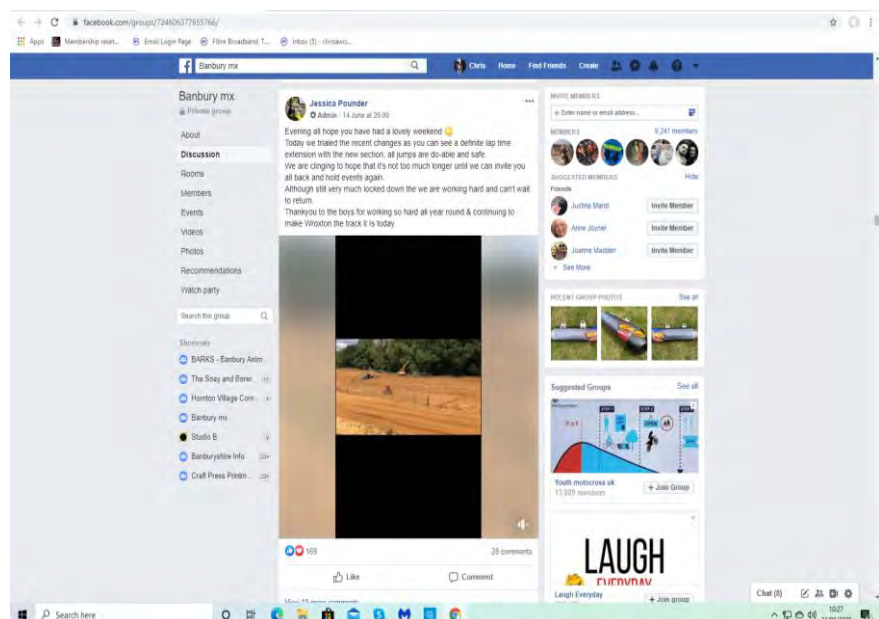 facebook.com/groups/724606377655766/
Apps Membership reset... Email Login Page Fibre Broadband, T... Inbox (1)
Banbury mx
Chris Home Find Friends Create
Banbury mx
Private group
About
Discussion
Rooms
Members
Events
Videos
Photos
Recommendations
Watch party
Search this group
Shortcuts
BARKS - Banbury Anim
The Soay and Borer
Hornton Village Com
Banbury mx
Studio B
Banburyshire Info
Craft Press Printm
Jessica Pounder
Admin · 14 June at 20:00
Evening all hope you have had a lovely weekend
Today we trialed the recent changes as you can see a definite lap time
extension with the new section, all jumps are do-able and safe.
We are clinging to hope that it's not too much longer until we can invite you
all back and hold events again.
Although still very much locked down the we are working hard and can't wait
to return.
Thankyou to the boys for working so hard all year round & continuing to
make Wroxton the track it is today.
169
28 comments
Like
Comment
INVITE MEMBERS
+ Enter name or email address...
MEMBERS
9,241 members
SUGGESTED MEMBERS
Hide
Friends
Invite Member
Anne Joyner
Invite Member
Joanne Madden
Invite Member
+ See More
RECENT GROUP PHOTOS
See all
Suggested Groups
See all
STEP 1
Youth motocross uk
+ Join Group
LAUGH
EVERYDAY
Laugh Everyday
+ Join group
Chat (8)
Search here
10:27